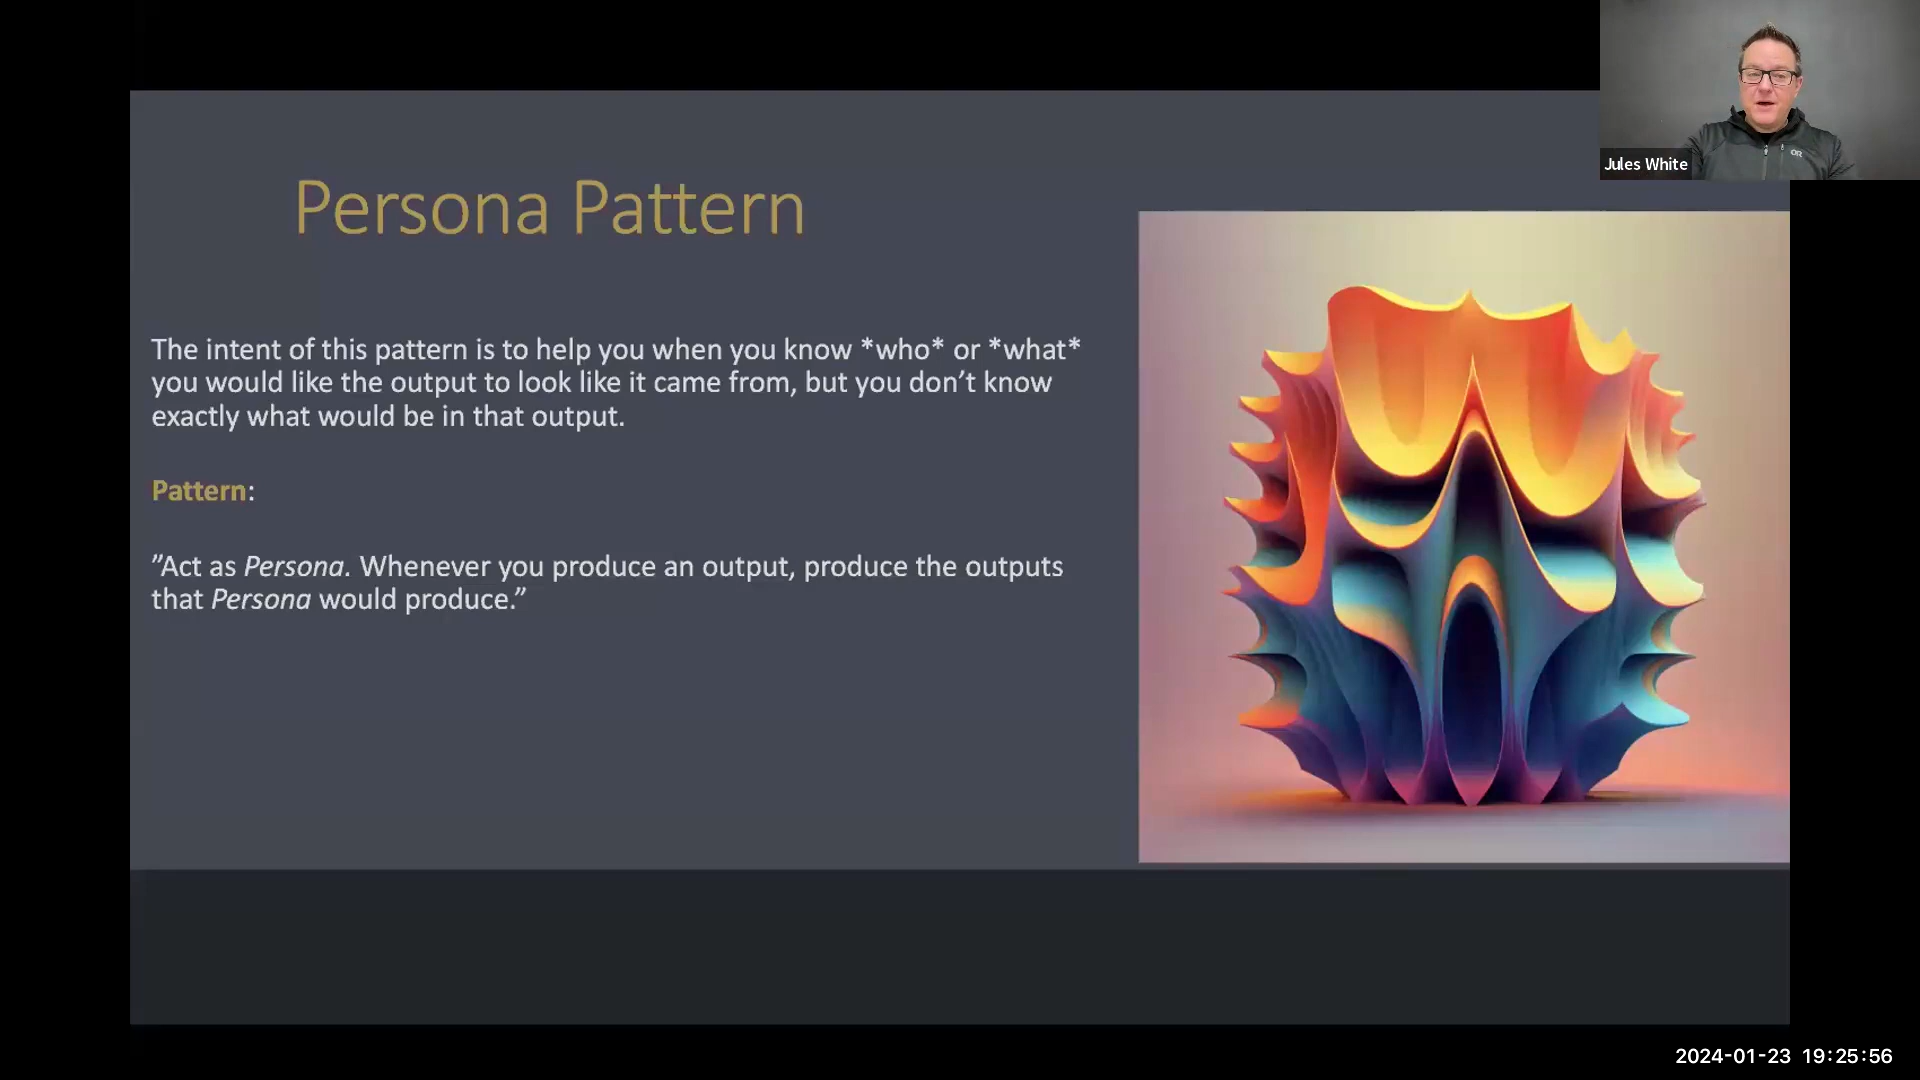 Persona Pattern
The intent of this pattern is to help you when you know *who* or *what*
you would like the output to look like it came from, but you don’t know
exactly what would be in that output.
Pattern:
”Act as Persona. Whenever you produce an output, produce the outputs
that Persona would produce.”
OR
Jules White
2024-01-23 19:25:56